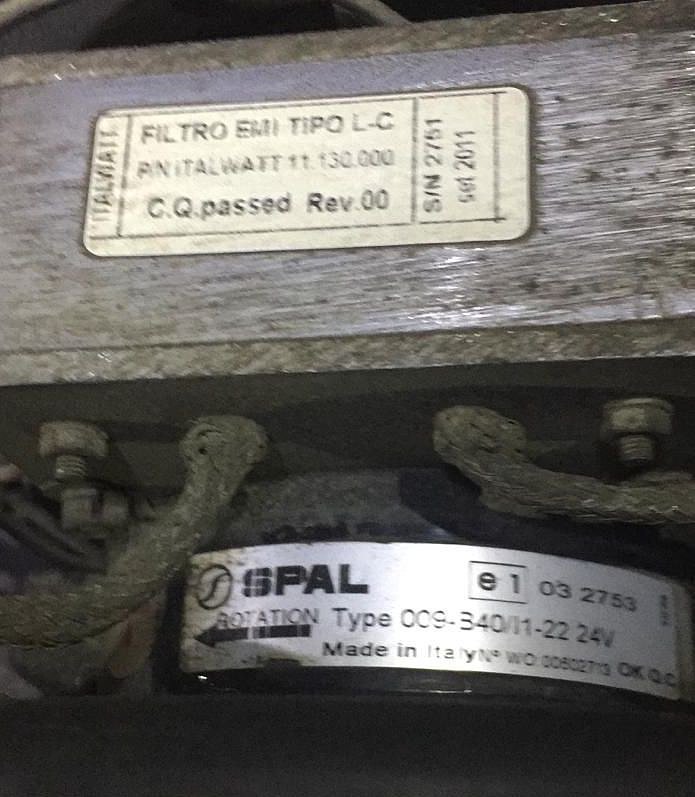 ITALWATT
FILTRO EMI TIPO L-C
P/N ITALWATT 11.130.000
C.Q.passed Rev.00
S/N 2751
set 2011
SPAL
e 1 03 2753
ROTATION Type 009-B40/I1-22 24V
Made in Italy N° WO:00602713 OK Q.C